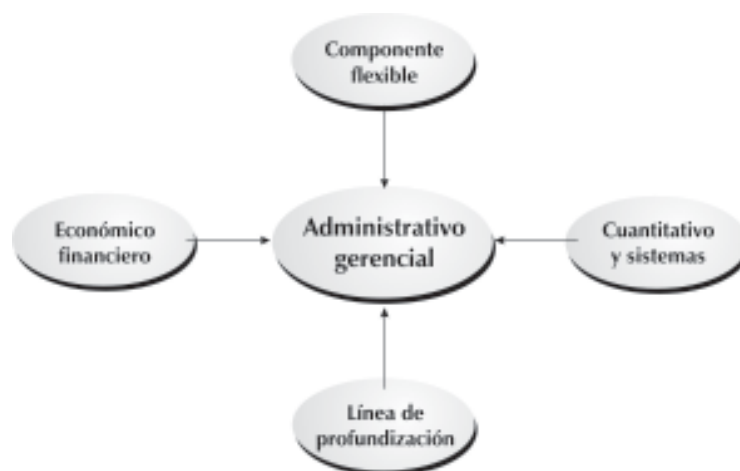 Componente
flexible
Económico
financiero
Administrativo
gerencial
Cuantitativo
y sistemas
Línea de
profundización